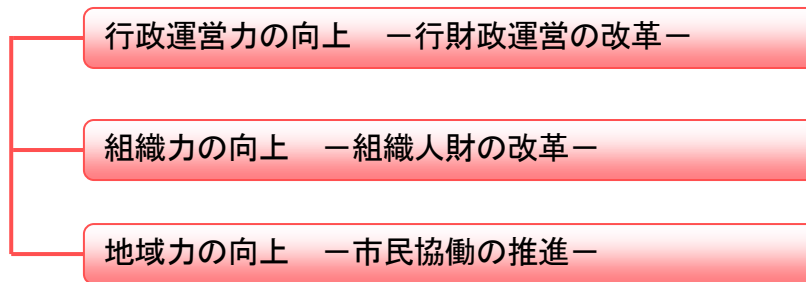 行政運営力の向上　－行財政運営の改革－
組織力の向上　－組織人財の改革－
地域力の向上　－市民協働の推進－